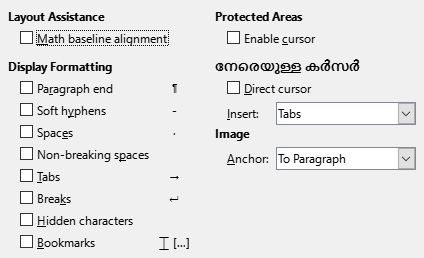 Layout Assistance
Math baseline alignment
Display Formatting
Paragraph end ¶
Soft hyphens -
Spaces ·
Non-breaking spaces
Tabs →
Breaks ↵
Hidden characters
Bookmarks ⌶ [...]
Protected Areas
Enable cursor
നേരെയുള്ള കർസർ
Direct cursor
Insert: Tabs
Image
Anchor: To Paragraph